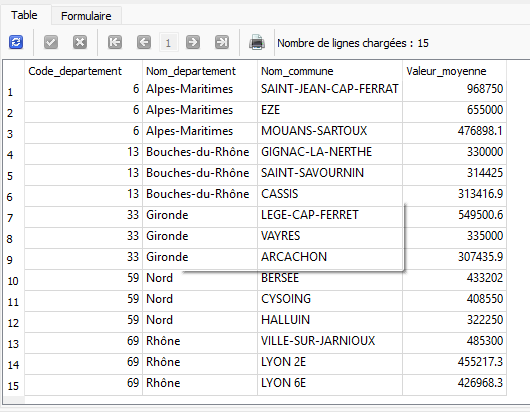 Table Formulaire
1 Nombre de lignes chargées : 15
Code_departement Nom_departement Nom_commune Valeur_moyenne
1 6 Alpes-Maritimes SAINT-JEAN-CAP-FERRAT 968750
2 6 Alpes-Maritimes EZE 655000
3 6 Alpes-Maritimes MOUANS-SARTOUX 476898.1
4 13 Bouches-du-Rhône GIGNAC-LA-NERTHE 330000
5 13 Bouches-du-Rhône SAINT-SAVOURNIN 314425
6 13 Bouches-du-Rhône CASSIS 313416.9
7 33 Gironde LEGE-CAP-FERRET 549500.6
8 33 Gironde VAYRES 335000
9 33 Gironde ARCACHON 307435.9
10 59 Nord BERSEE 433202
11 59 Nord CYSOING 408550
12 59 Nord HALLUIN 322250
13 69 Rhône VILLE-SUR-JARNIOUX 485300
14 69 Rhône LYON 2E 455217.3
15 69 Rhône LYON 6E 426968.3